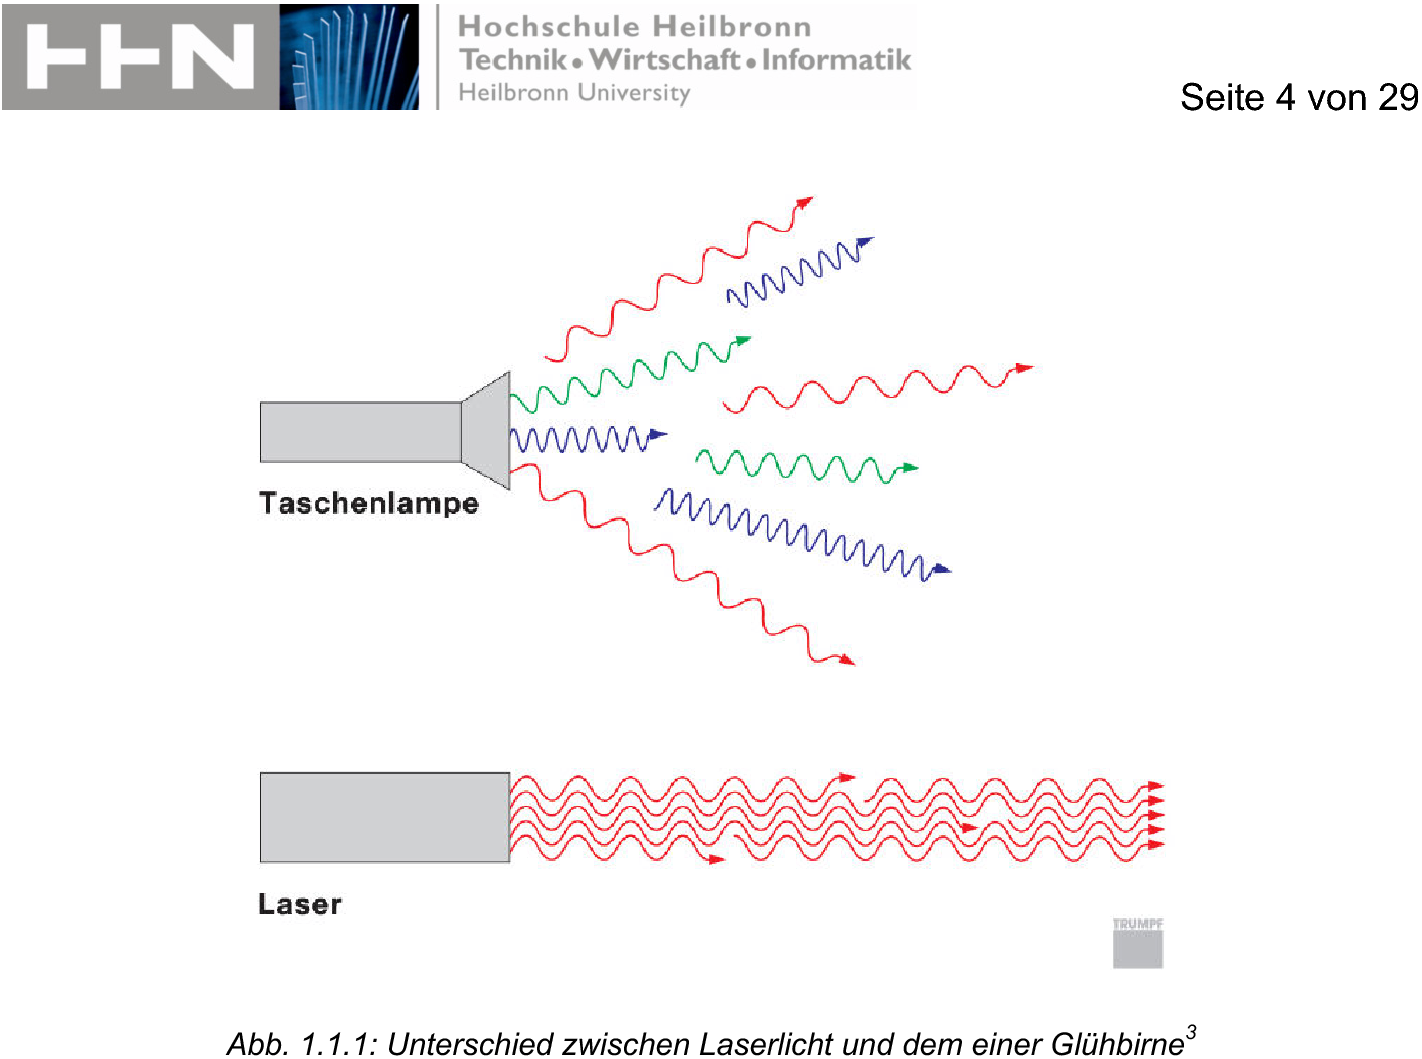 HHN
Hochschule Heilbronn
Technik • Wirtschaft • Informatik
Heilbronn University
Seite 4 von 29
Taschenlampe
Laser
TRUMPF
Abb. 1.1.1: Unterschied zwischen Laserlicht und dem einer Glühbirne³